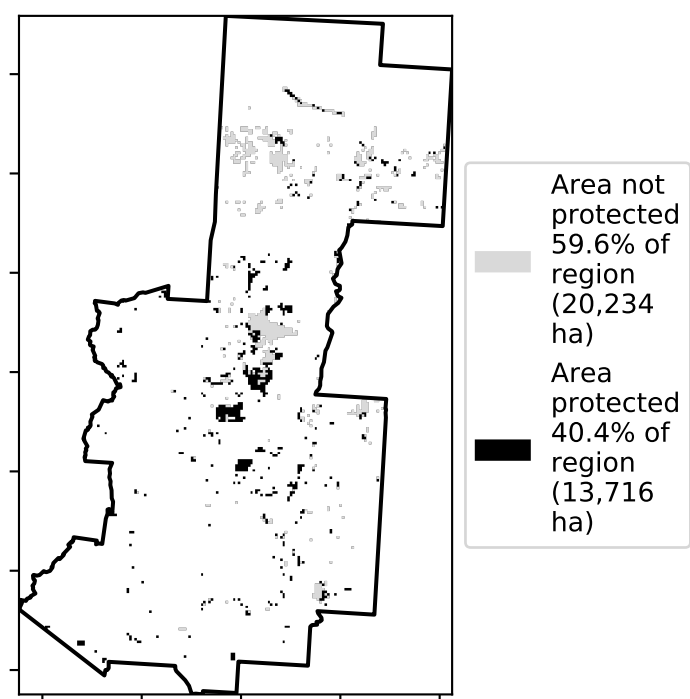 Area not
protected
59.6% of
region
(20,234
ha)
Area
protected
40.4% of
region
(13,716
ha)